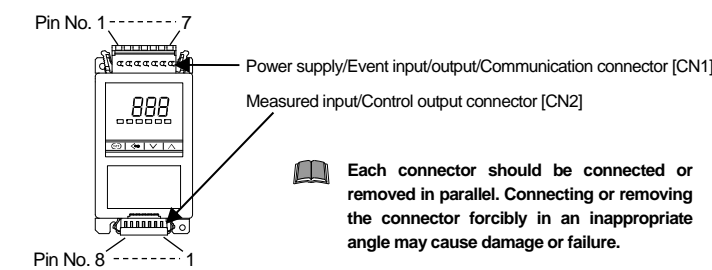 Pin No. 1 7
Power supply/Event input/output/Communication connector [CN1]
888
Measured input/Control output connector [CN2]
Each connector should be connected or
removed in parallel. Connecting or removing
the connector forcibly in an inappropriate
angle may cause damage or failure.
Pin No. 8 1